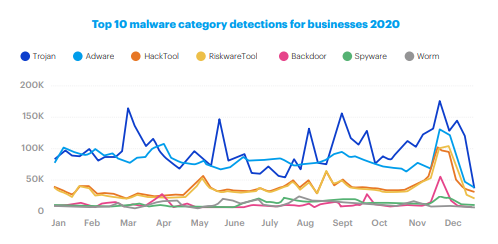 Top 10 malware category detections for businesses 2020
Trojan Adware HackTool RiskwareTool Backdoor Spyware Worm
200K
150K
100K
50K
0
Jan Feb Mar Apr May June July Aug Sept Oct Nov Dec